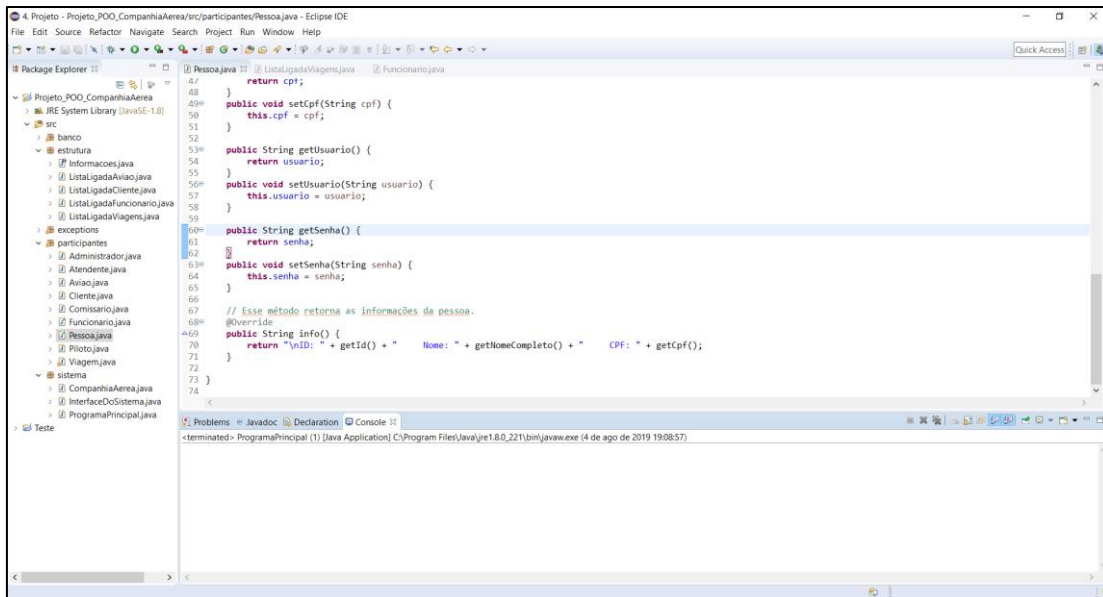 4. Projeto - Projeto_POO_CompanhiaAerea/src/participantes/Pessoa.java - Eclipse IDE
File Edit Source Refactor Navigate Search Project Run Window Help
Quick Access
Package Explorer
Projeto_POO_CompanhiaAerea
JRE System Library [JavaSE-1.8]
src
banco
estrutura
Informacoes.java
ListaLigadaAviao.java
ListaLigadaCliente.java
ListaLigadaFuncionario.java
ListaLigadaViagens.java
exceptions
participantes
Administrador.java
Atendente.java
Aviao.java
Cliente.java
Comissario.java
Funcionario.java
Pessoa.java
Piloto.java
Viagem.java
sistema
CompanhiaAerea.java
InterfaceDoSistema.java
ProgramaPrincipal.java
Teste
Pessoa.java ListaLigadaViagens.java Funcionario.java
47 return cpf;
48 }
49 public void setCpf(String cpf) {
50 this.cpf = cpf;
51 }
52
53 public String getUsuario() {
54 return usuario;
55 }
56 public void setUsuario(String usuario) {
57 this.usuario = usuario;
58 }
59
60 public String getSenha() {
61 return senha;
62 }
63 public void setSenha(String senha) {
64 this.senha = senha;
65 }
66
67 // Esse método retorna as informações da pessoa.
68 @Override
69 public String info() {
70 return "\nID: " + getId() + " Nome: " + getNomeCompleto() + " CPF: " + getCpf();
71 }
72
73 }
74
Problems Javadoc Declaration Console
<terminated> ProgramaPrincipal (1) [Java Application] C:\Program Files\Java\jre1.8.0_221\bin\javaw.exe (4 de ago de 2019 19:08:57)